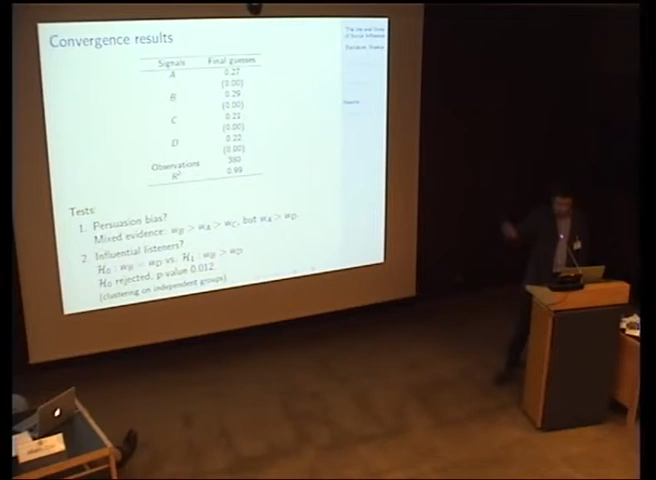 Convergence results
Signals Final guesses
A 0.27
(0.00)
B 0.29
(0.00)
C 0.21
(0.00)
D 0.22
(0.00)
Observations 380
R² 0.99
Tests:
1. Persuasion bias?
Mixed evidence: w_B > w_A > w_C, but w_A > w_D.
2. Influential listeners?
H₀ : w_B = w_D vs. H₁ : w_B > w_D
H₀ rejected, p-value 0.012
(clustering on independent groups)
of Social Influence